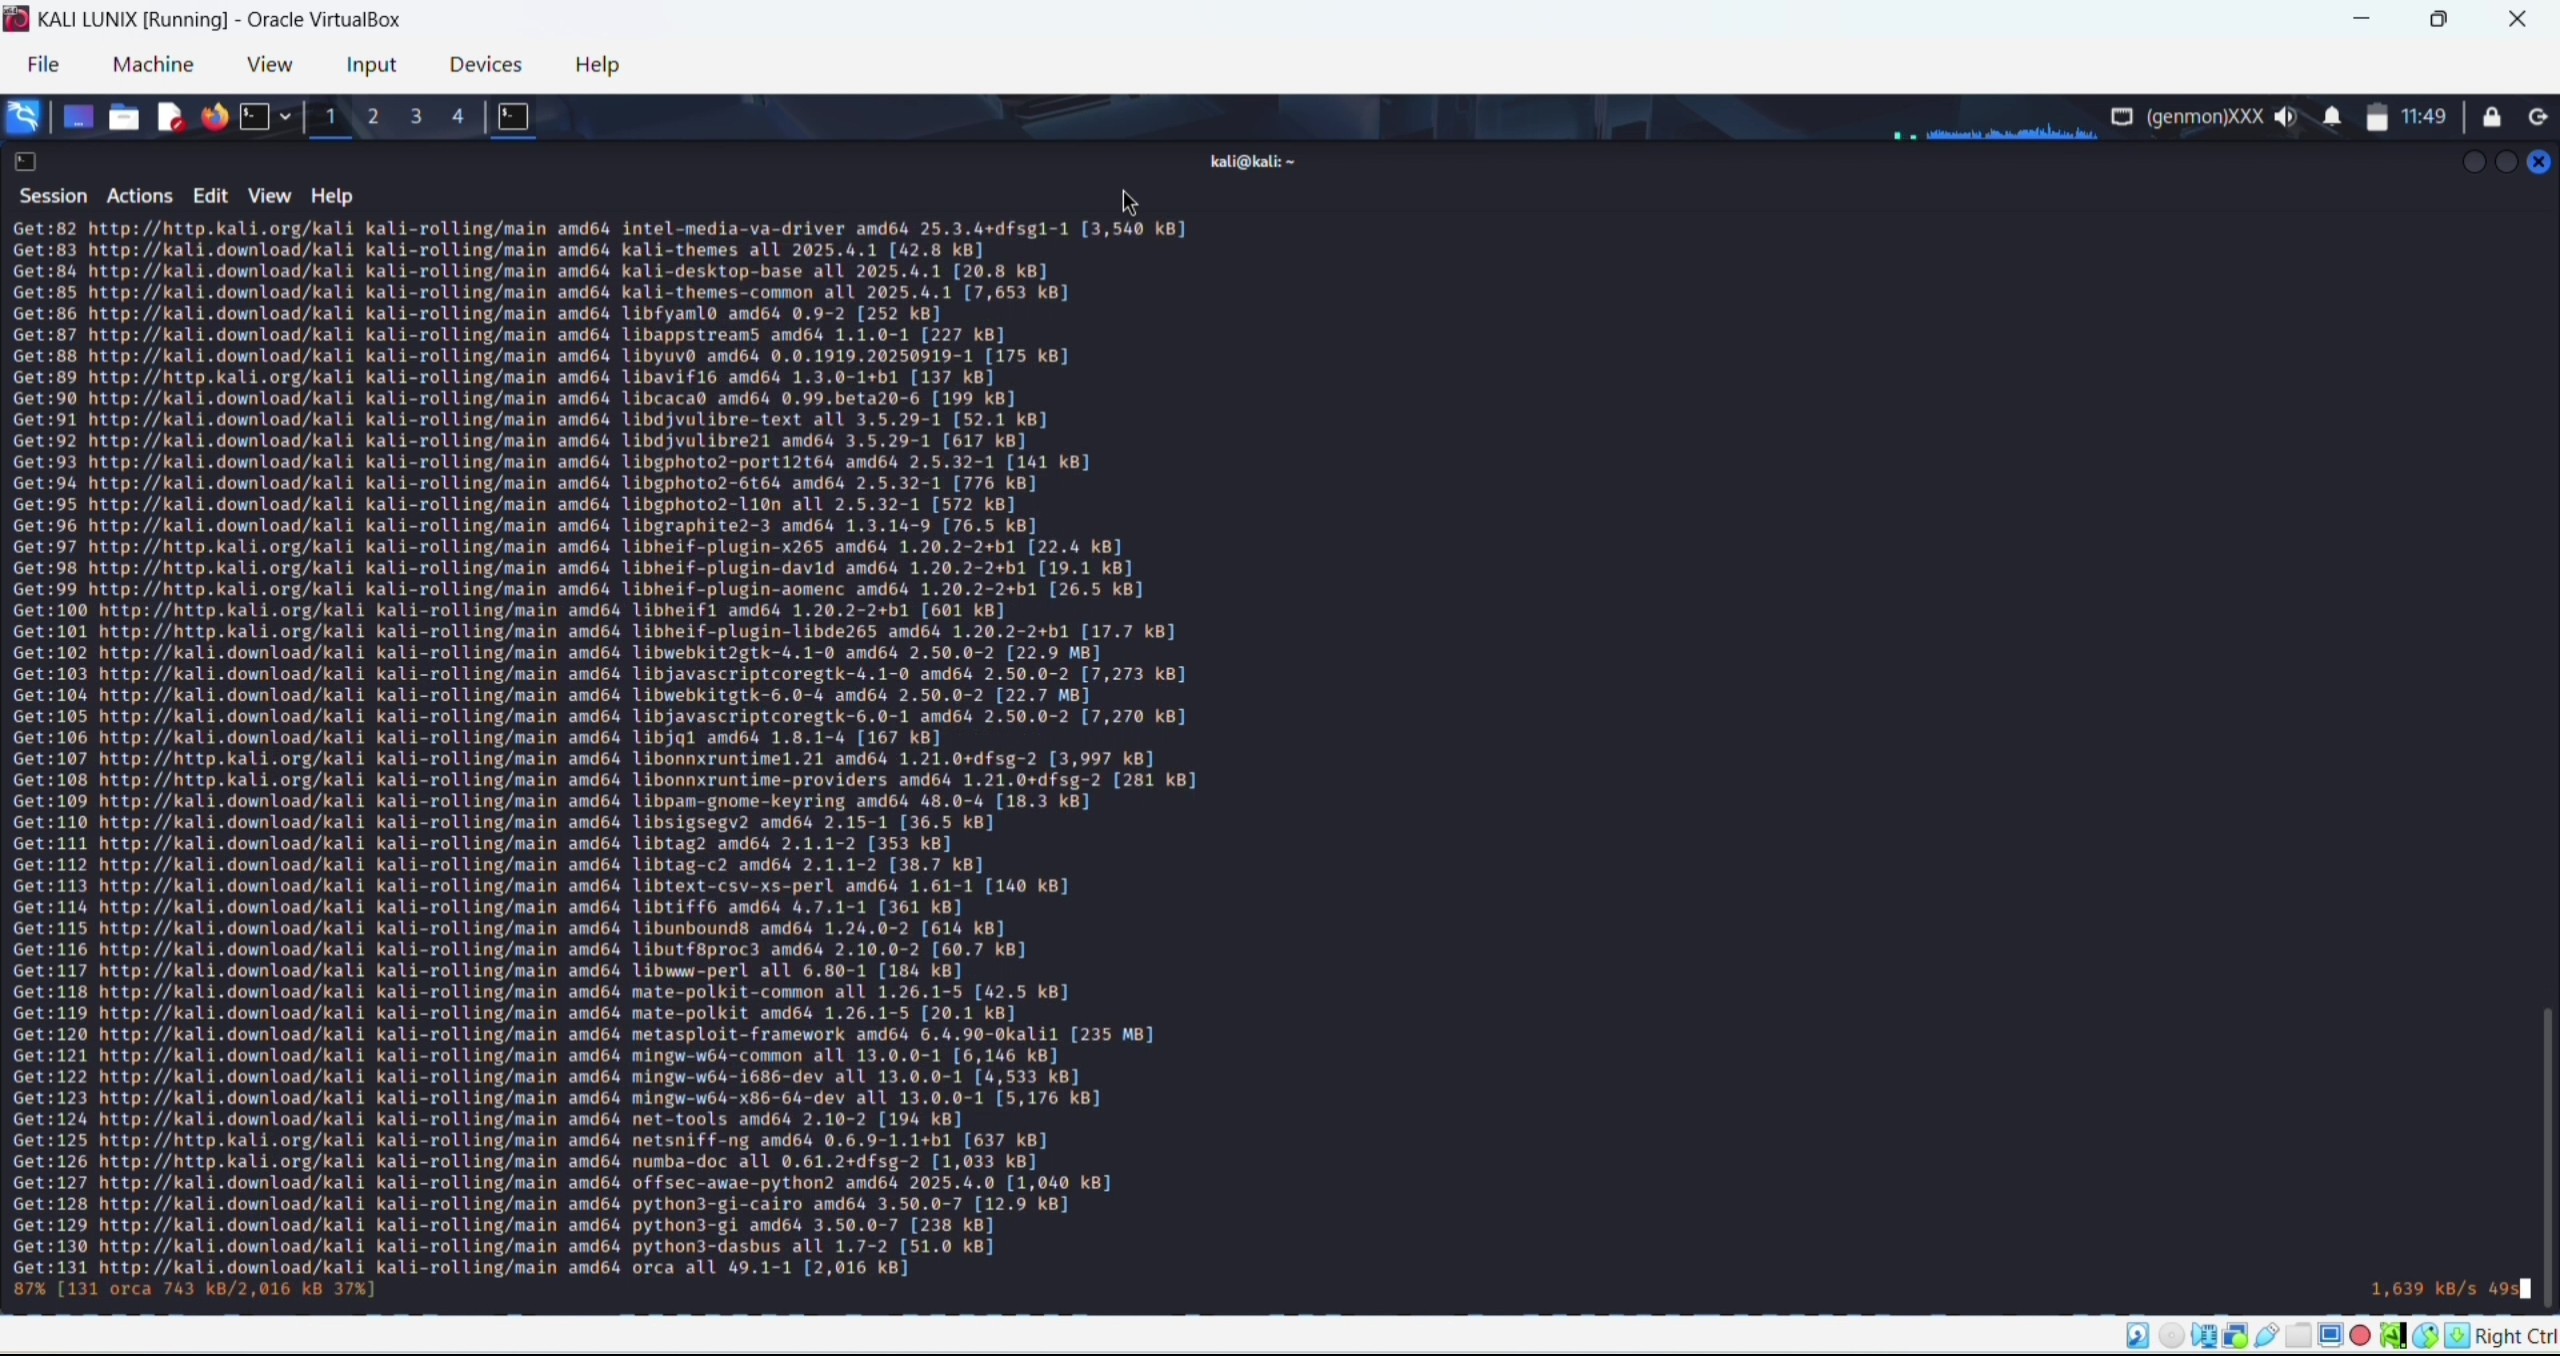 KALI LUNIX [Running] - Oracle VirtualBox
File Machine View Input Devices Help
1 2 3 4 (genmon)XXX 11:49
kali@kali: ~
Session Actions Edit View Help
Get:82 http://http.kali.org/kali kali-rolling/main amd64 intel-media-va-driver amd64 25.3.4+dfsg1-1 [3,540 kB]
Get:83 http://kali.download/kali kali-rolling/main amd64 kali-themes all 2025.4.1 [42.8 kB]
Get:84 http://kali.download/kali kali-rolling/main amd64 kali-desktop-base all 2025.4.1 [20.8 kB]
Get:85 http://kali.download/kali kali-rolling/main amd64 kali-themes-common all 2025.4.1 [7,653 kB]
Get:86 http://kali.download/kali kali-rolling/main amd64 libfyaml0 amd64 0.9-2 [252 kB]
Get:87 http://kali.download/kali kali-rolling/main amd64 libappstream5 amd64 1.1.0-1 [227 kB]
Get:88 http://kali.download/kali kali-rolling/main amd64 libyuv0 amd64 0.0.1919.20250919-1 [175 kB]
Get:89 http://http.kali.org/kali kali-rolling/main amd64 libavif16 amd64 1.3.0-1+b1 [137 kB]
Get:90 http://kali.download/kali kali-rolling/main amd64 libcaca0 amd64 0.99.beta20-6 [199 kB]
Get:91 http://kali.download/kali kali-rolling/main amd64 libdjvulibre-text all 3.5.29-1 [52.1 kB]
Get:92 http://kali.download/kali kali-rolling/main amd64 libdjvulibre21 amd64 3.5.29-1 [617 kB]
Get:93 http://kali.download/kali kali-rolling/main amd64 libgphoto2-port12t64 amd64 2.5.32-1 [141 kB]
Get:94 http://kali.download/kali kali-rolling/main amd64 libgphoto2-6t64 amd64 2.5.32-1 [776 kB]
Get:95 http://kali.download/kali kali-rolling/main amd64 libgphoto2-l10n all 2.5.32-1 [572 kB]
Get:96 http://kali.download/kali kali-rolling/main amd64 libgraphite2-3 amd64 1.3.14-9 [76.5 kB]
Get:97 http://http.kali.org/kali kali-rolling/main amd64 libheif-plugin-x265 amd64 1.20.2-2+b1 [22.4 kB]
Get:98 http://http.kali.org/kali kali-rolling/main amd64 libheif-plugin-dav1d amd64 1.20.2-2+b1 [19.1 kB]
Get:99 http://http.kali.org/kali kali-rolling/main amd64 libheif-plugin-aomenc amd64 1.20.2-2+b1 [26.5 kB]
Get:100 http://http.kali.org/kali kali-rolling/main amd64 libheif1 amd64 1.20.2-2+b1 [601 kB]
Get:101 http://http.kali.org/kali kali-rolling/main amd64 libheif-plugin-libde265 amd64 1.20.2-2+b1 [17.7 kB]
Get:102 http://kali.download/kali kali-rolling/main amd64 libwebkit2gtk-4.1-0 amd64 2.50.0-2 [22.9 MB]
Get:103 http://kali.download/kali kali-rolling/main amd64 libjavascriptcoregtk-4.1-0 amd64 2.50.0-2 [7,273 kB]
Get:104 http://kali.download/kali kali-rolling/main amd64 libwebkitgtk-6.0-4 amd64 2.50.0-2 [22.7 MB]
Get:105 http://kali.download/kali kali-rolling/main amd64 libjavascriptcoregtk-6.0-1 amd64 2.50.0-2 [7,270 kB]
Get:106 http://kali.download/kali kali-rolling/main amd64 libjq1 amd64 1.8.1-4 [167 kB]
Get:107 http://http.kali.org/kali kali-rolling/main amd64 libonnxruntime1.21 amd64 1.21.0+dfsg-2 [3,997 kB]
Get:108 http://http.kali.org/kali kali-rolling/main amd64 libonnxruntime-providers amd64 1.21.0+dfsg-2 [281 kB]
Get:109 http://kali.download/kali kali-rolling/main amd64 libpam-gnome-keyring amd64 48.0-4 [18.3 kB]
Get:110 http://kali.download/kali kali-rolling/main amd64 libsigsegv2 amd64 2.15-1 [36.5 kB]
Get:111 http://kali.download/kali kali-rolling/main amd64 libtag2 amd64 2.1.1-2 [353 kB]
Get:112 http://kali.download/kali kali-rolling/main amd64 libtag-c2 amd64 2.1.1-2 [38.7 kB]
Get:113 http://kali.download/kali kali-rolling/main amd64 libtext-csv-xs-perl amd64 1.61-1 [140 kB]
Get:114 http://kali.download/kali kali-rolling/main amd64 libtiff6 amd64 4.7.1-1 [361 kB]
Get:115 http://kali.download/kali kali-rolling/main amd64 libunbound8 amd64 1.24.0-2 [614 kB]
Get:116 http://kali.download/kali kali-rolling/main amd64 libutf8proc3 amd64 2.10.0-2 [60.7 kB]
Get:117 http://kali.download/kali kali-rolling/main amd64 libwww-perl all 6.80-1 [184 kB]
Get:118 http://kali.download/kali kali-rolling/main amd64 mate-polkit-common all 1.26.1-5 [42.5 kB]
Get:119 http://kali.download/kali kali-rolling/main amd64 mate-polkit amd64 1.26.1-5 [20.1 kB]
Get:120 http://kali.download/kali kali-rolling/main amd64 metasploit-framework amd64 6.4.90-0kali1 [235 MB]
Get:121 http://kali.download/kali kali-rolling/main amd64 mingw-w64-common all 13.0.0-1 [6,146 kB]
Get:122 http://kali.download/kali kali-rolling/main amd64 mingw-w64-i686-dev all 13.0.0-1 [4,533 kB]
Get:123 http://kali.download/kali kali-rolling/main amd64 mingw-w64-x86-64-dev all 13.0.0-1 [5,176 kB]
Get:124 http://kali.download/kali kali-rolling/main amd64 net-tools amd64 2.10-2 [194 kB]
Get:125 http://http.kali.org/kali kali-rolling/main amd64 netsniff-ng amd64 0.6.9-1.1+b1 [637 kB]
Get:126 http://http.kali.org/kali kali-rolling/main amd64 numba-doc all 0.61.2+dfsg-2 [1,033 kB]
Get:127 http://kali.download/kali kali-rolling/main amd64 offsec-awae-python2 amd64 2025.4.0 [1,040 kB]
Get:128 http://kali.download/kali kali-rolling/main amd64 python3-gi-cairo amd64 3.50.0-7 [12.9 kB]
Get:129 http://kali.download/kali kali-rolling/main amd64 python3-gi amd64 3.50.0-7 [238 kB]
Get:130 http://kali.download/kali kali-rolling/main amd64 python3-dasbus all 1.7-2 [51.0 kB]
Get:131 http://kali.download/kali kali-rolling/main amd64 orca all 49.1-1 [2,016 kB]
87% [131 orca 743 kB/2,016 kB 37%] 1,639 kB/s 49s
Right Ctrl